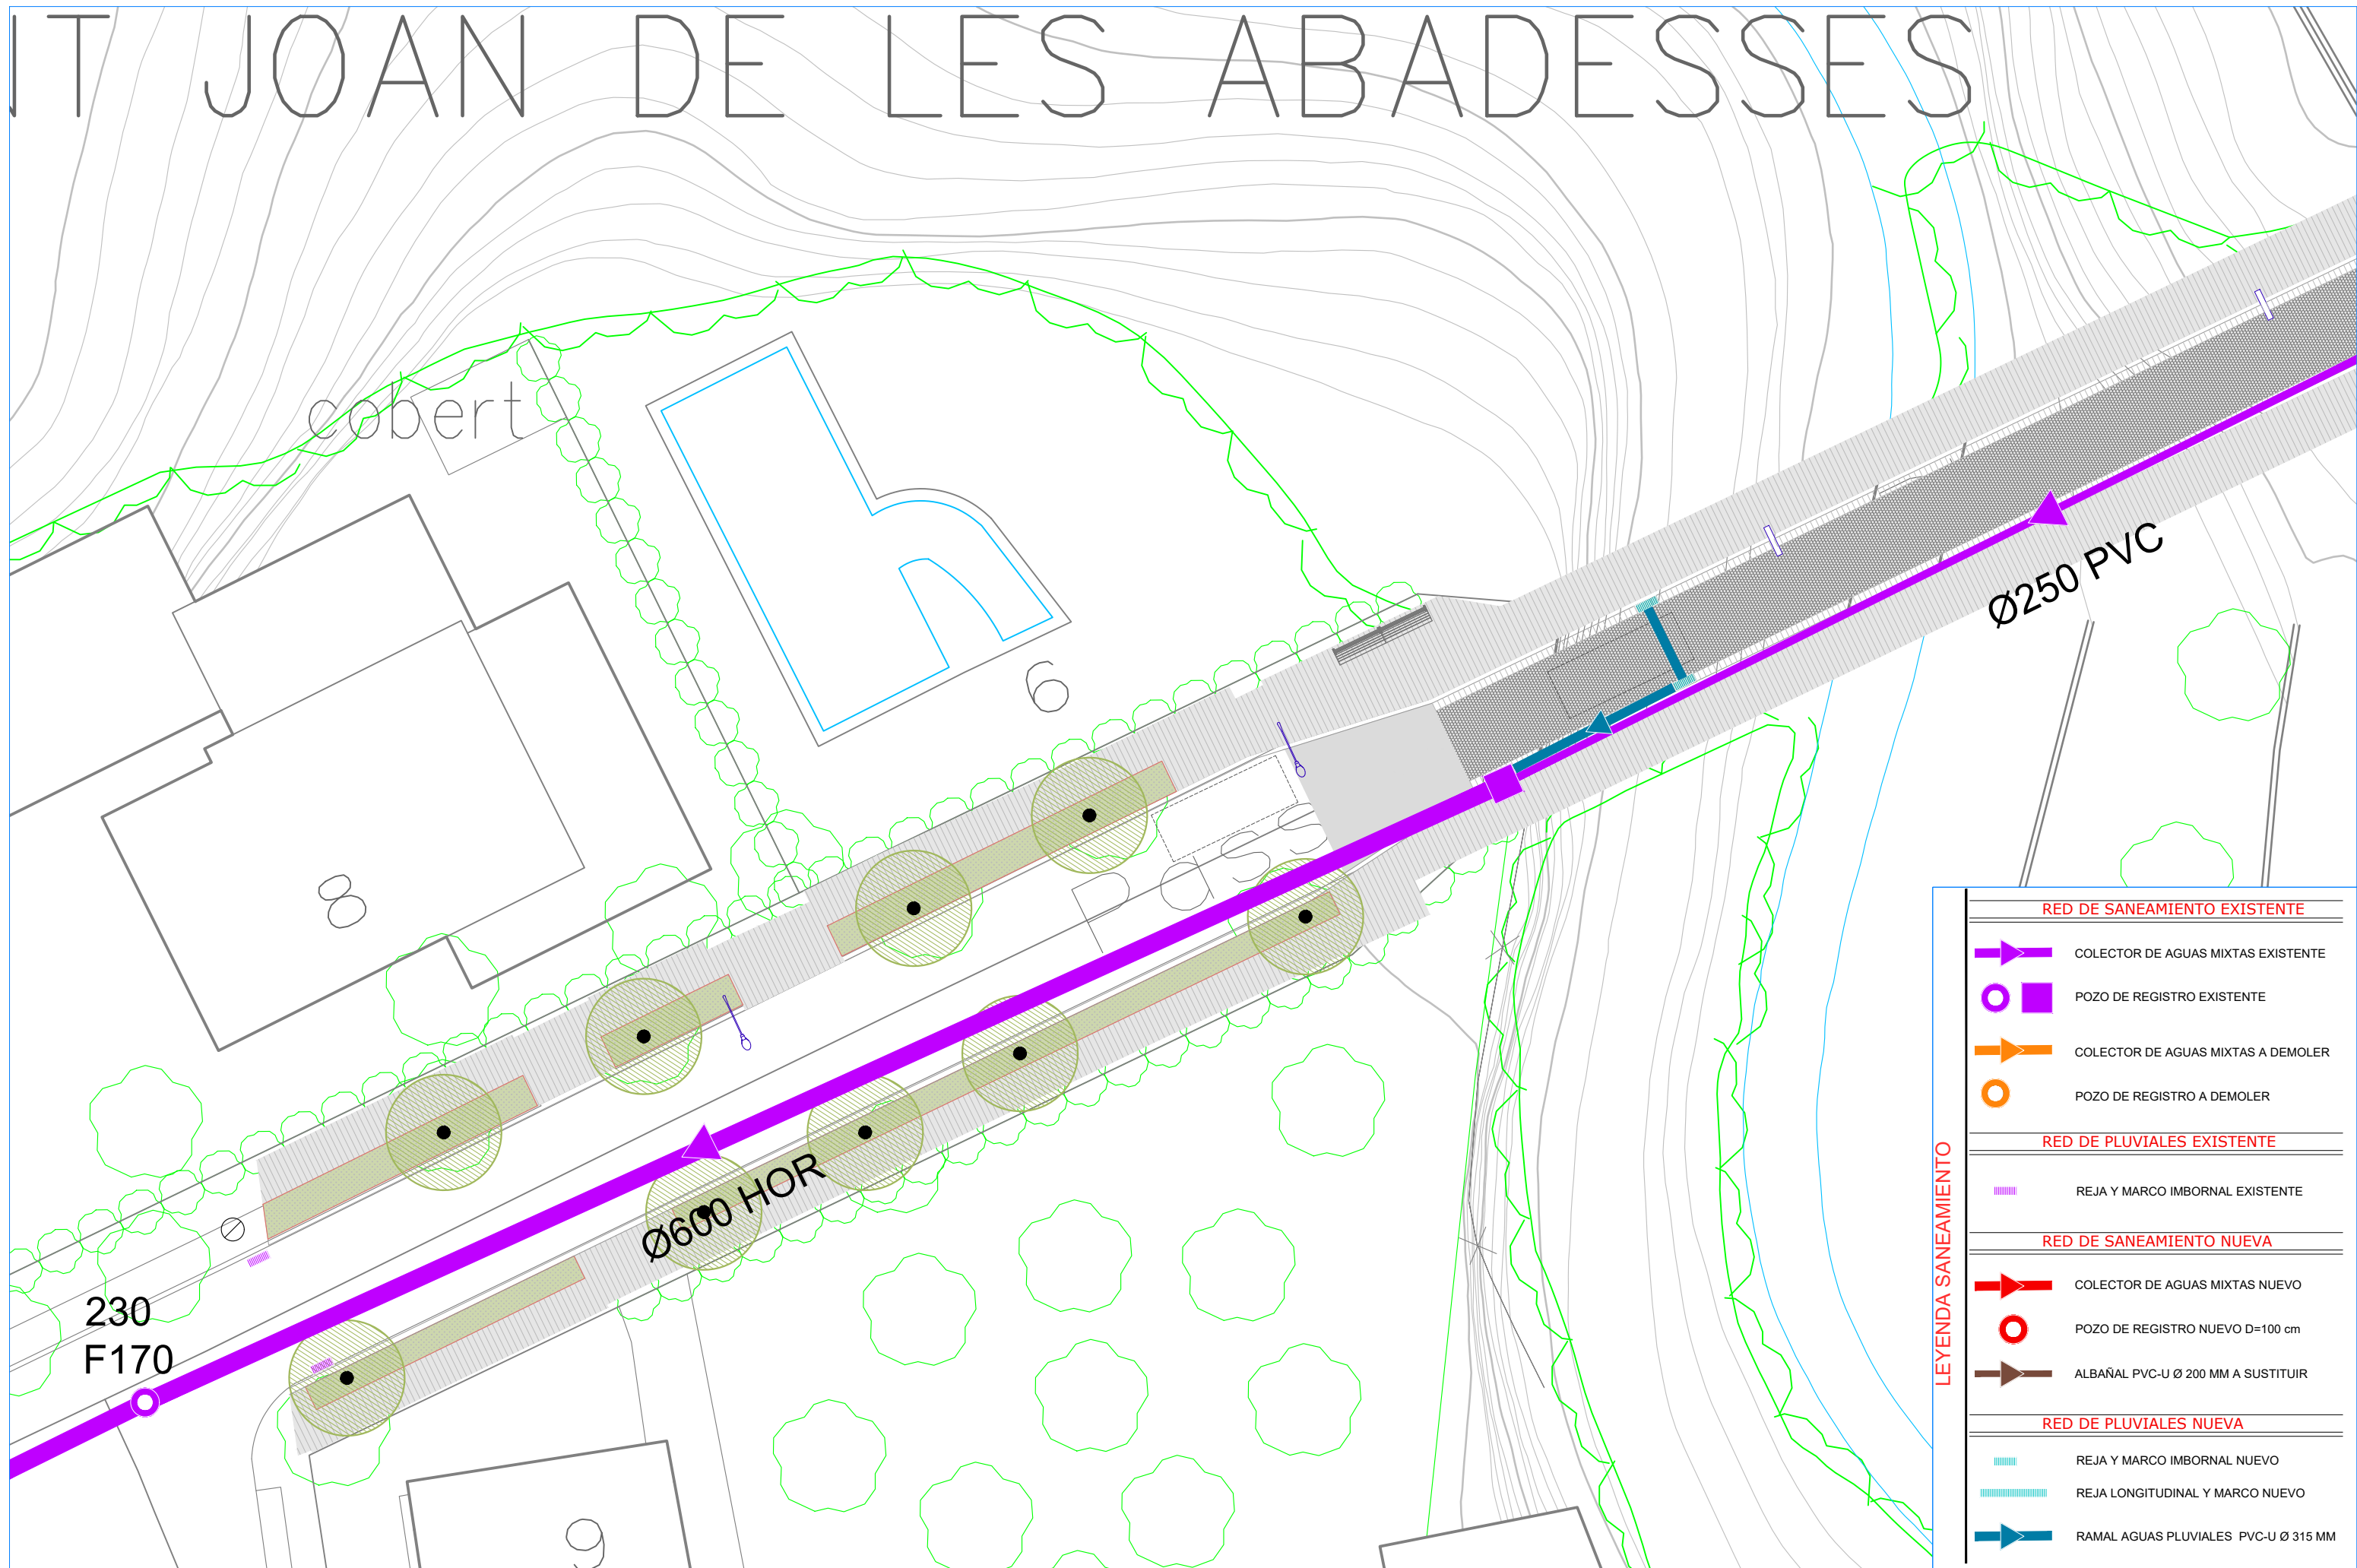 NT JOAN DE LES ABADESSES
cobert
6
Ø250 PVC
8
PASS
Ø600 HOR
230
F170
9
LEYENDA SANEAMIENTO
RED DE SANEAMIENTO EXISTENTE
COLECTOR DE AGUAS MIXTAS EXISTENTE
POZO DE REGISTRO EXISTENTE
COLECTOR DE AGUAS MIXTAS A DEMOLER
POZO DE REGISTRO A DEMOLER
RED DE PLUVIALES EXISTENTE
REJA Y MARCO IMBORNAL EXISTENTE
RED DE SANEAMIENTO NUEVA
COLECTOR DE AGUAS MIXTAS NUEVO
POZO DE REGISTRO NUEVO D=100 cm
ALBAÑAL PVC-U Ø 200 MM A SUSTITUIR
RED DE PLUVIALES NUEVA
REJA Y MARCO IMBORNAL NUEVO
REJA LONGITUDINAL Y MARCO NUEVO
RAMAL AGUAS PLUVIALES PVC-U Ø 315 MM